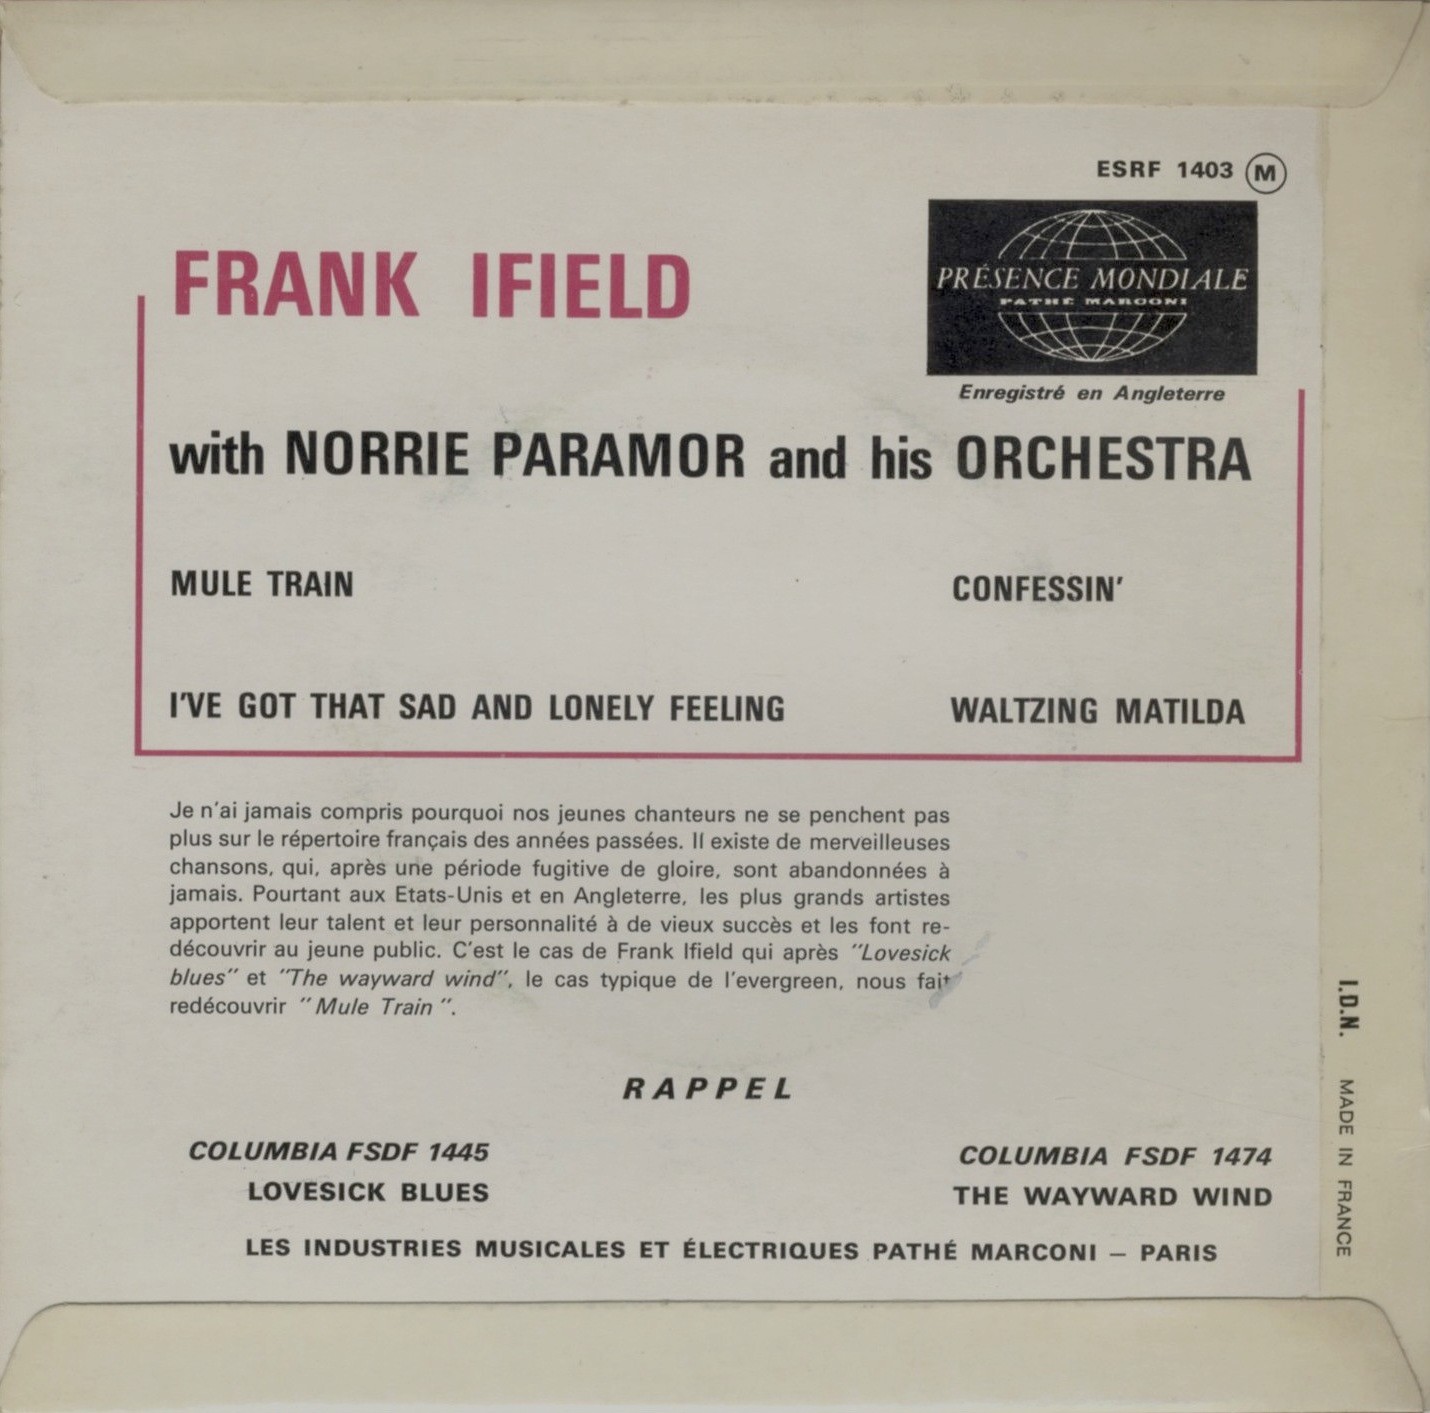 ESRF 1403 M
PRÉSENCE MONDIALE
PATHÉ MARCONI
Enregistré en Angleterre
FRANK IFIELD
with NORRIE PARAMOR and his ORCHESTRA
MULE TRAIN
CONFESSIN'
I'VE GOT THAT SAD AND LONELY FEELING
WALTZING MATILDA
Je n'ai jamais compris pourquoi nos jeunes chanteurs ne se penchent pas
plus sur le répertoire français des années passées. Il existe de merveilleuses
chansons, qui, après une période fugitive de gloire, sont abandonnées à
jamais. Pourtant aux Etats-Unis et en Angleterre, les plus grands artistes
apportent leur talent et leur personnalité à de vieux succès et les font re-
découvrir au jeune public. C'est le cas de Frank Ifield qui après "Lovesick
blues" et "The wayward wind", le cas typique de l'evergreen, nous fait
redécouvrir "Mule Train".
RAPPEL
COLUMBIA FSDF 1445
LOVESICK BLUES
COLUMBIA FSDF 1474
THE WAYWARD WIND
LES INDUSTRIES MUSICALES ET ÉLECTRIQUES PATHÉ MARCONI – PARIS
I.D.N. MADE IN FRANCE